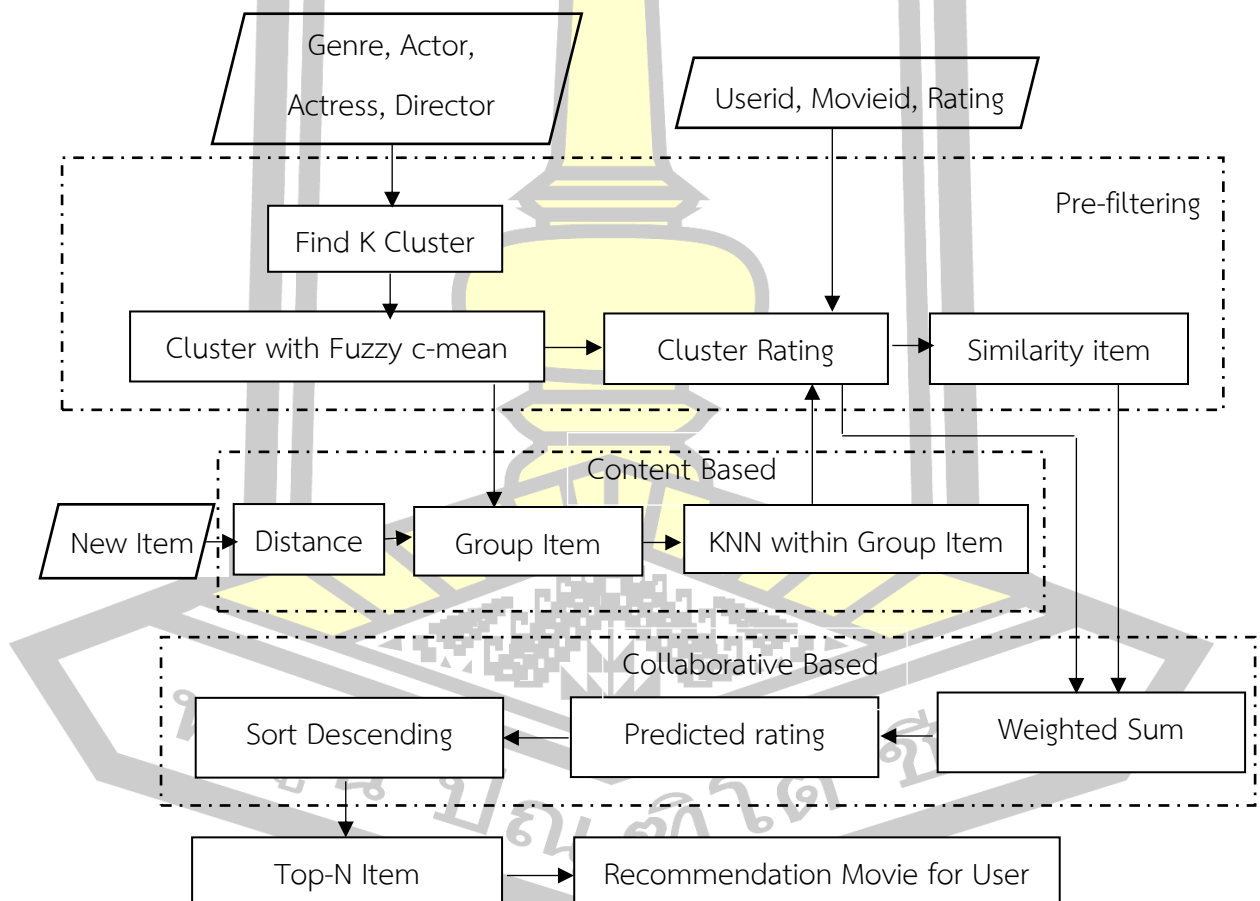 Genre, Actor,
Actress, Director
Userid, Movieid, Rating
Pre-filtering
Find K Cluster
Cluster with Fuzzy c-mean
Cluster Rating
Similarity item
Content Based
New Item
Distance
Group Item
KNN within Group Item
Collaborative Based
Sort Descending
Predicted rating
Weighted Sum
Top-N Item
Recommendation Movie for User